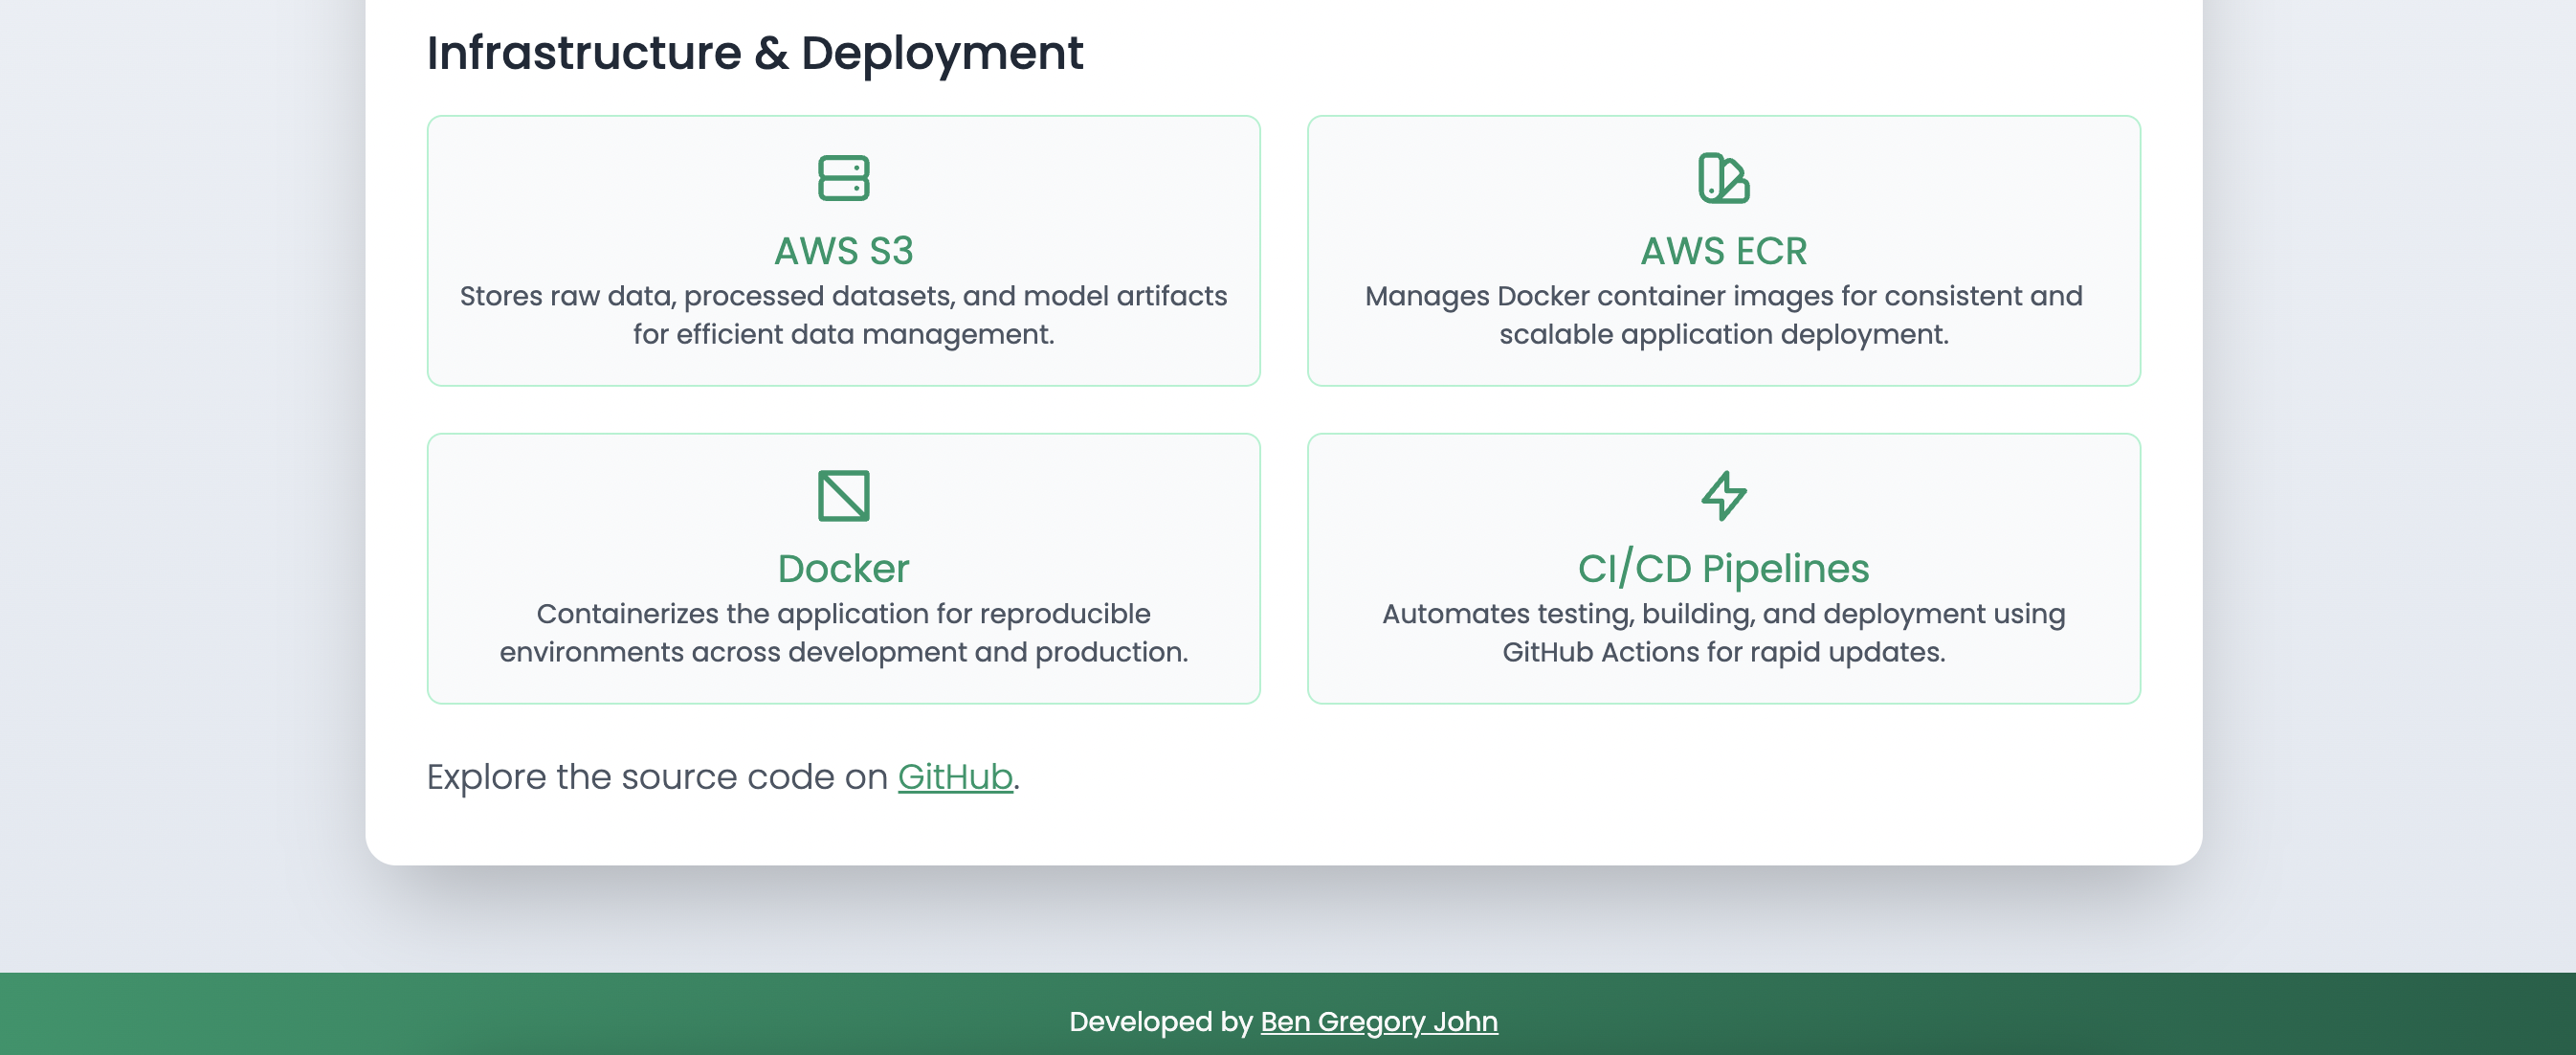 Infrastructure & Deployment
AWS S3
Stores raw data, processed datasets, and model artifacts
for efficient data management.
AWS ECR
Manages Docker container images for consistent and
scalable application deployment.
Docker
Containerizes the application for reproducible
environments across development and production.
CI/CD Pipelines
Automates testing, building, and deployment using
GitHub Actions for rapid updates.
Explore the source code on GitHub.
Developed by Ben Gregory John